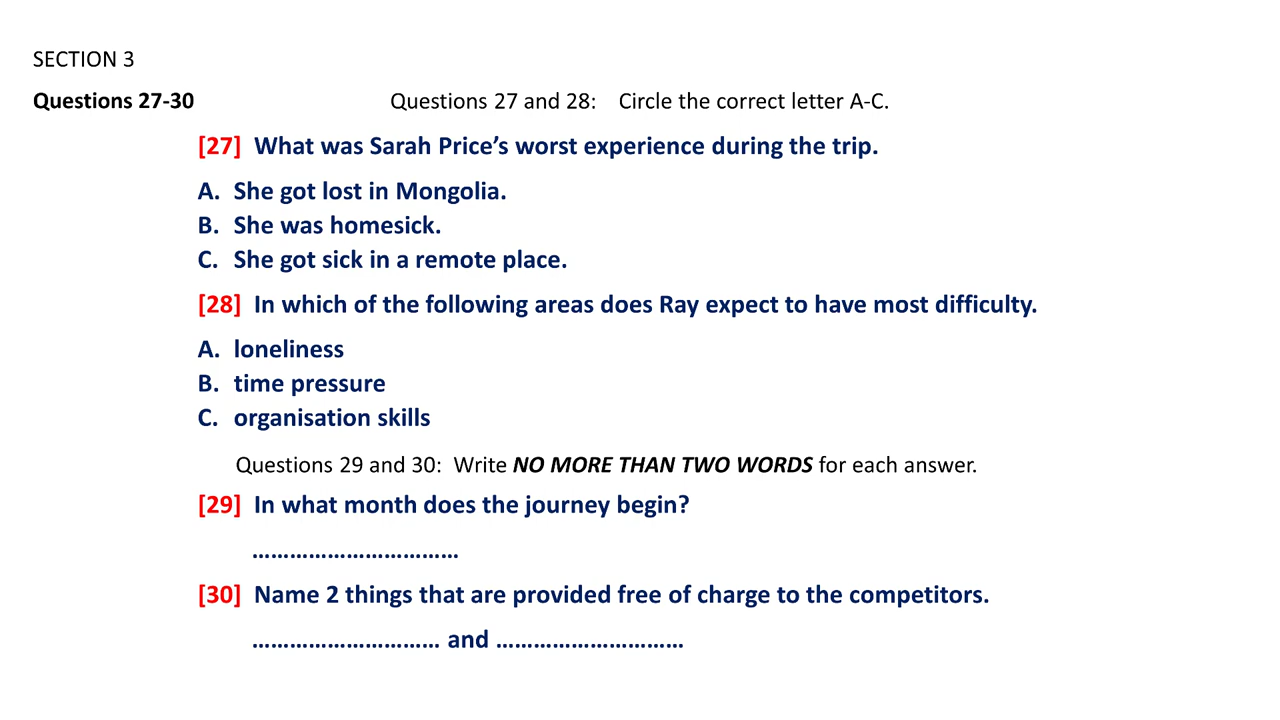 SECTION 3
Questions 27-30 Questions 27 and 28: Circle the correct letter A-C.
[27] What was Sarah Price’s worst experience during the trip.
A. She got lost in Mongolia.
B. She was homesick.
C. She got sick in a remote place.
[28] In which of the following areas does Ray expect to have most difficulty.
A. loneliness
B. time pressure
C. organisation skills
Questions 29 and 30: Write NO MORE THAN TWO WORDS for each answer.
[29] In what month does the journey begin?
……………………………
[30] Name 2 things that are provided free of charge to the competitors.
………………………… and …………………………